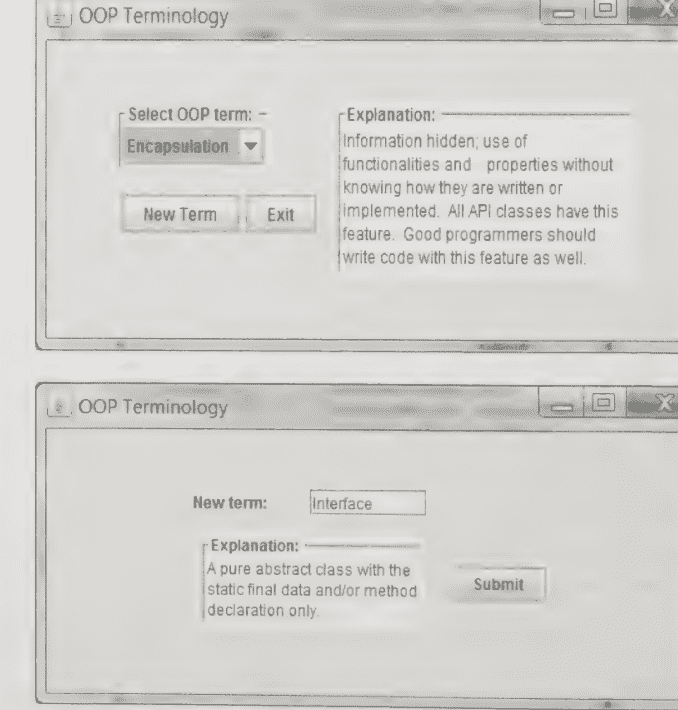 OOP Terminology
Select OOP term:
Encapsulation
New Term
Exit
Explanation:
Information hidden; use of
functionalities and properties without
knowing how they are written or
implemented. All API classes have this
feature. Good programmers should
write code with this feature as well.
OOP Terminology
New term:
Interface
Explanation:
A pure abstract class with the
static final data and/or method
declaration only.
Submit